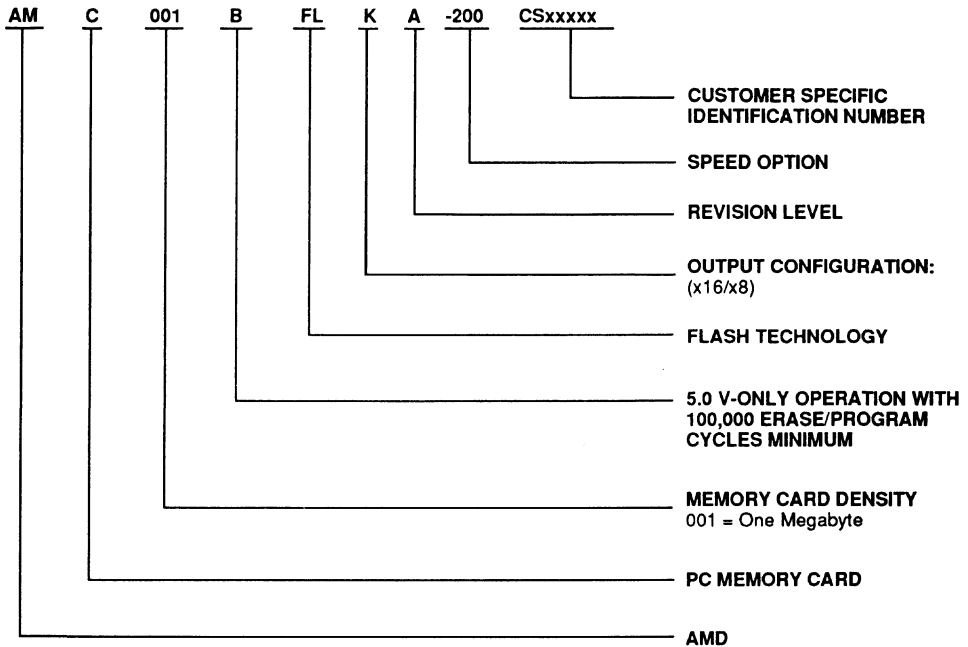 AM C 001 B FL K A -200 CSxxxxx
CUSTOMER SPECIFIC
IDENTIFICATION NUMBER
SPEED OPTION
REVISION LEVEL
OUTPUT CONFIGURATION:
(x16/x8)
FLASH TECHNOLOGY
5.0 V-ONLY OPERATION WITH
100,000 ERASE/PROGRAM
CYCLES MINIMUM
MEMORY CARD DENSITY
001 = One Megabyte
PC MEMORY CARD
AMD